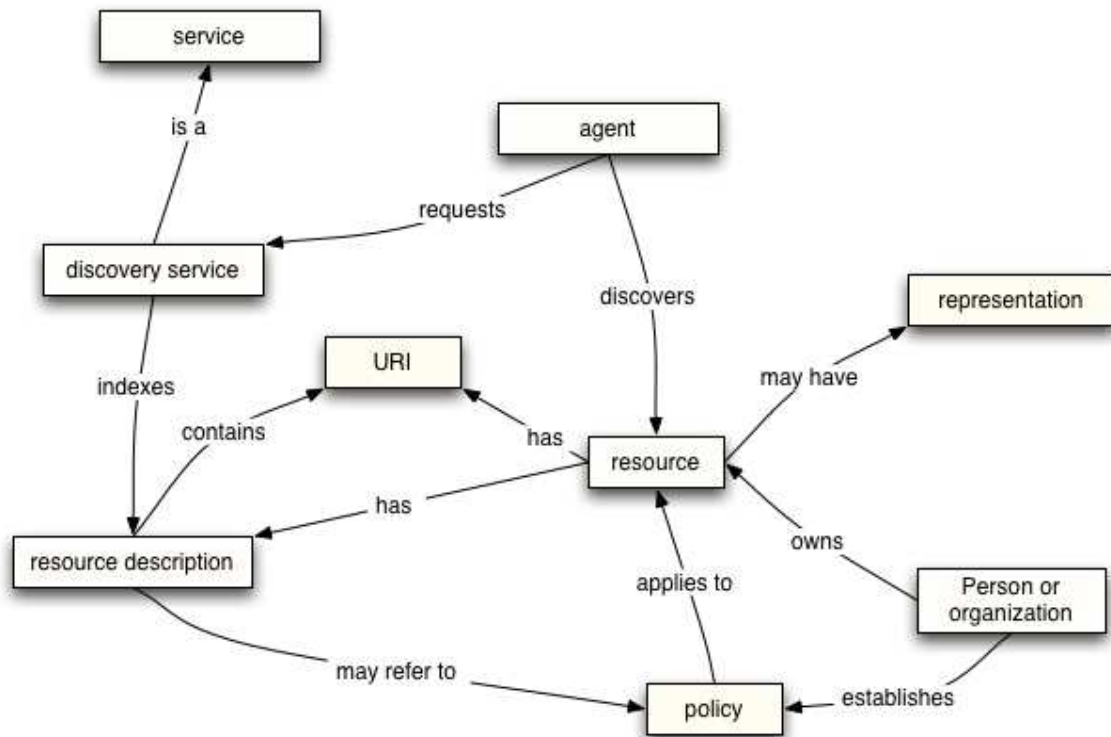 service
is a
agent
requests
discovery service
discovers
representation
URI
indexes
may have
contains
has
resource
has
owns
resource description
applies to
Person or
organization
may refer to
policy
establishes